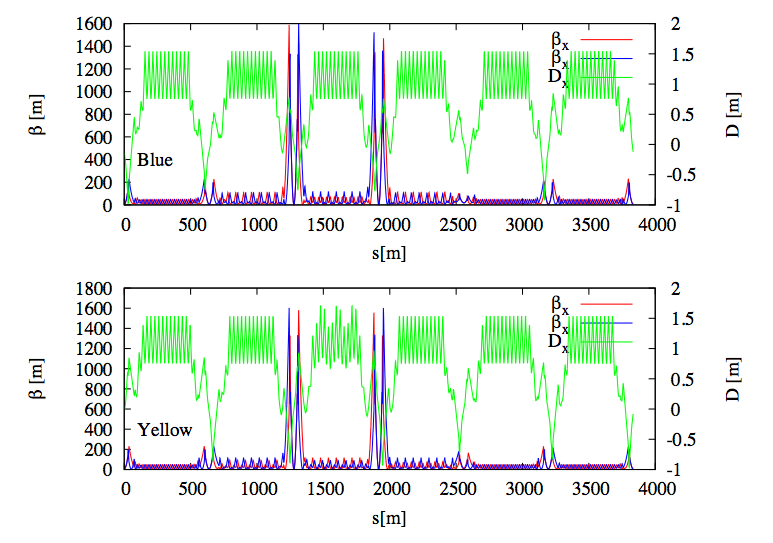 1600 2
1400 1.5
1200 1
1000 0.5
800 0
600 -0.5
400 -1
200
0
β [m]
D [m]
βx
βx
Dx
Blue
0 500 1000 1500 2000 2500 3000 3500 4000
s[m]
1800 2
1600 1.5
1400 1
1200 0.5
1000 0
800 -0.5
600 -1
400
200
0
β [m]
D [m]
βx
βx
Dx
Yellow
0 500 1000 1500 2000 2500 3000 3500 4000
s[m]